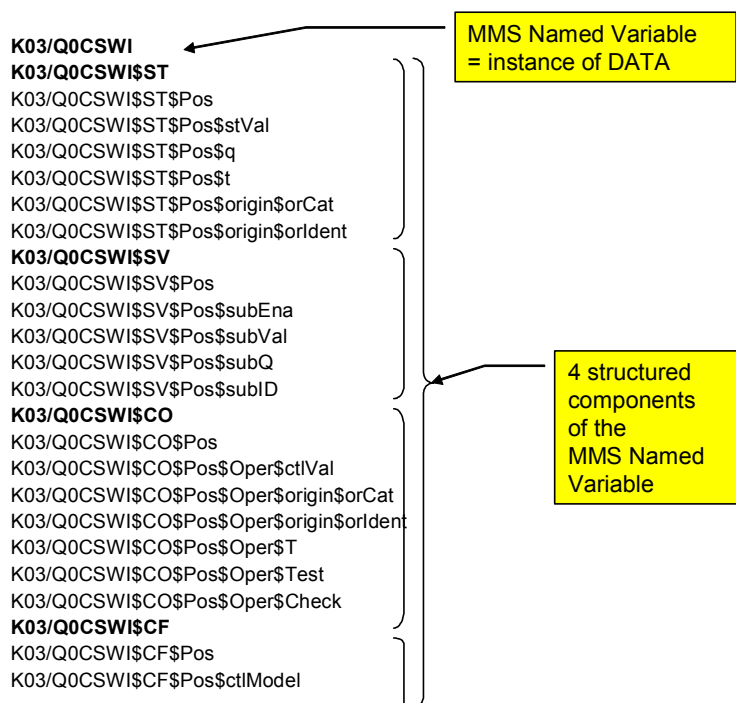 K03/Q0CSWI
K03/Q0CSWI$ST
K03/Q0CSWI$ST$Pos
K03/Q0CSWI$ST$Pos$stVal
K03/Q0CSWI$ST$Pos$q
K03/Q0CSWI$ST$Pos$t
K03/Q0CSWI$ST$Pos$origin$orCat
K03/Q0CSWI$ST$Pos$origin$orIdent
K03/Q0CSWI$SV
K03/Q0CSWI$SV$Pos
K03/Q0CSWI$SV$Pos$subEna
K03/Q0CSWI$SV$Pos$subVal
K03/Q0CSWI$SV$Pos$subQ
K03/Q0CSWI$SV$Pos$subID
K03/Q0CSWI$CO
K03/Q0CSWI$CO$Pos
K03/Q0CSWI$CO$Pos$Oper$ctlVal
K03/Q0CSWI$CO$Pos$Oper$origin$orCat
K03/Q0CSWI$CO$Pos$Oper$origin$orIdent
K03/Q0CSWI$CO$Pos$Oper$T
K03/Q0CSWI$CO$Pos$Oper$Test
K03/Q0CSWI$CO$Pos$Oper$Check
K03/Q0CSWI$CF
K03/Q0CSWI$CF$Pos
K03/Q0CSWI$CF$Pos$ctlModel
MMS Named Variable
= instance of DATA
4 structured
components
of the
MMS Named
Variable